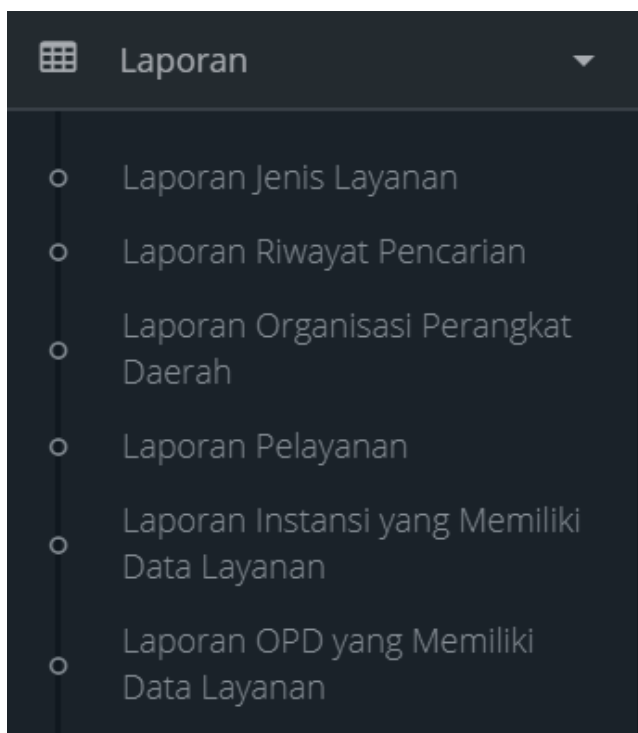 Laporan
Laporan Jenis Layanan
Laporan Riwayat Pencarian
Laporan Organisasi Perangkat
Daerah
Laporan Pelayanan
Laporan Instansi yang Memiliki
Data Layanan
Laporan OPD yang Memiliki
Data Layanan